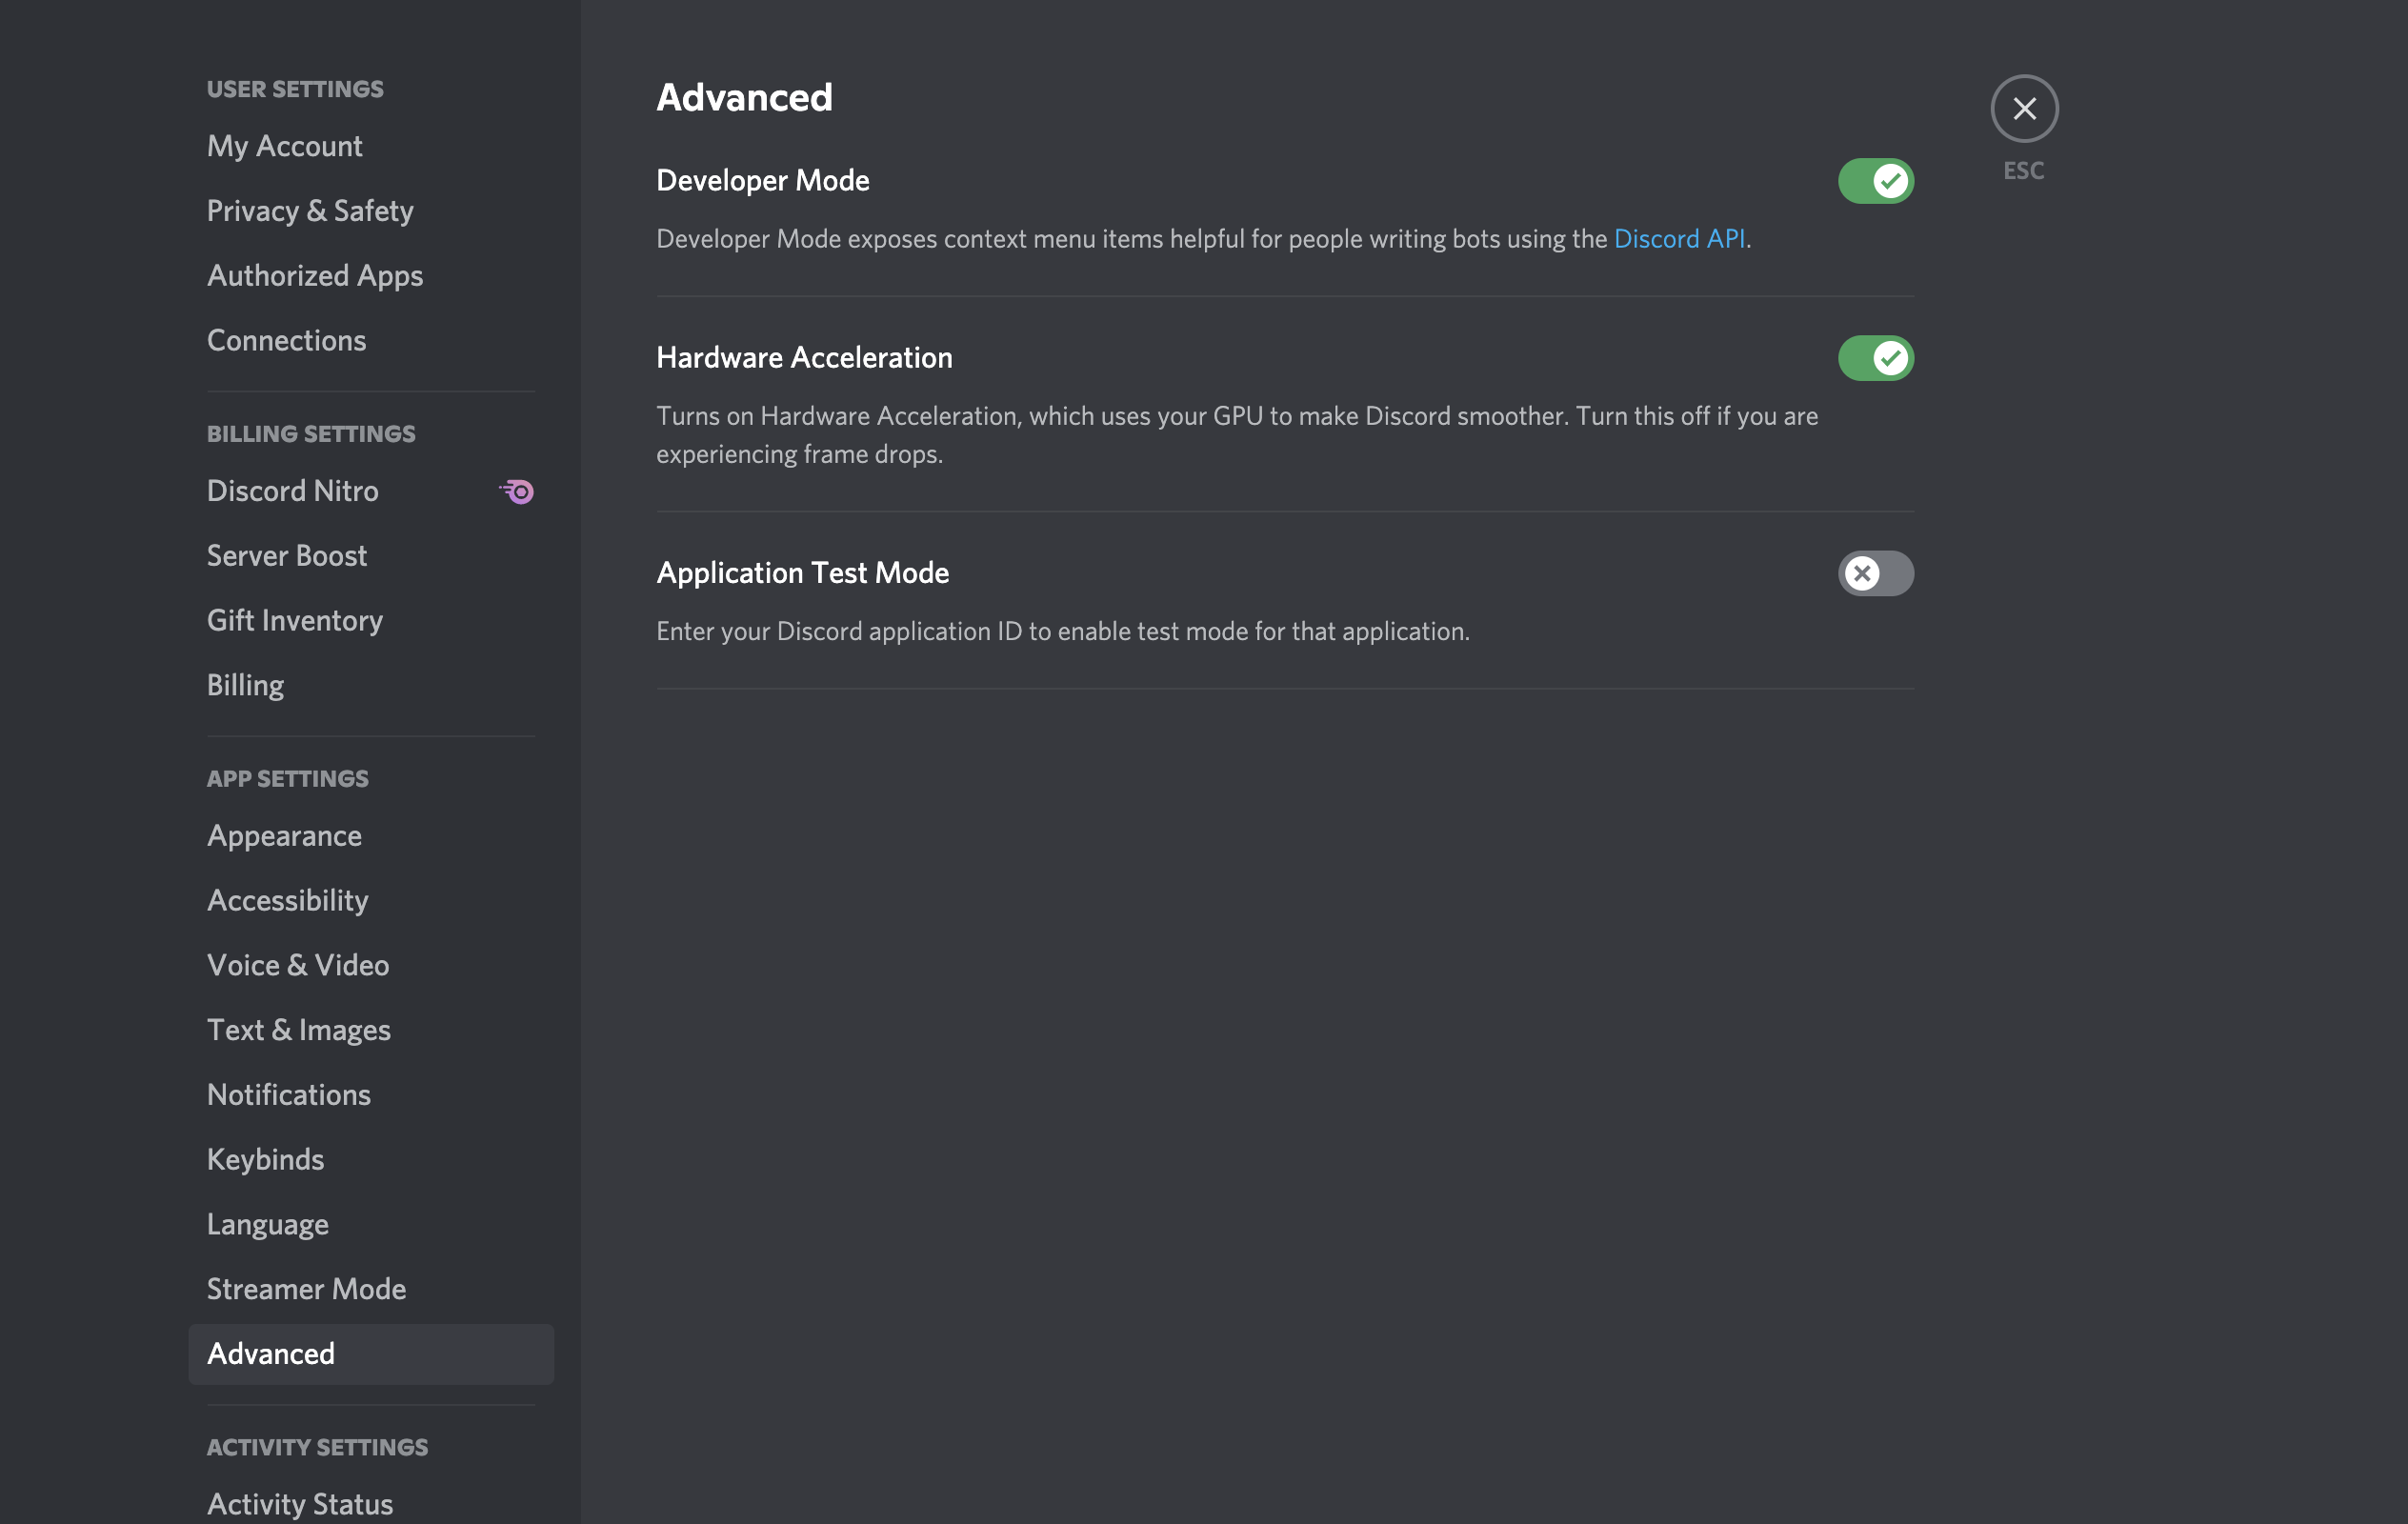 USER SETTINGS
My Account
Privacy & Safety
Authorized Apps
Connections
BILLING SETTINGS
Discord Nitro
Server Boost
Gift Inventory
Billing
APP SETTINGS
Appearance
Accessibility
Voice & Video
Text & Images
Notifications
Keybinds
Language
Streamer Mode
Advanced
ACTIVITY SETTINGS
Activity Status
Advanced
Developer Mode
Developer Mode exposes context menu items helpful for people writing bots using the Discord API.
Hardware Acceleration
Turns on Hardware Acceleration, which uses your GPU to make Discord smoother. Turn this off if you are
experiencing frame drops.
Application Test Mode
Enter your Discord application ID to enable test mode for that application.
ESC